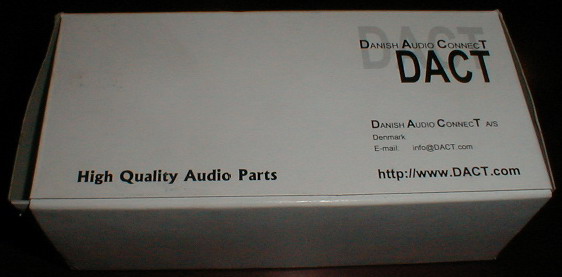 DANISH AUDIO CONNECT
DACT
DANISH AUDIO CONNECT A/S
Denmark
E-mail info@DACT.com
High Quality Audio Parts
http://www.DACT.com